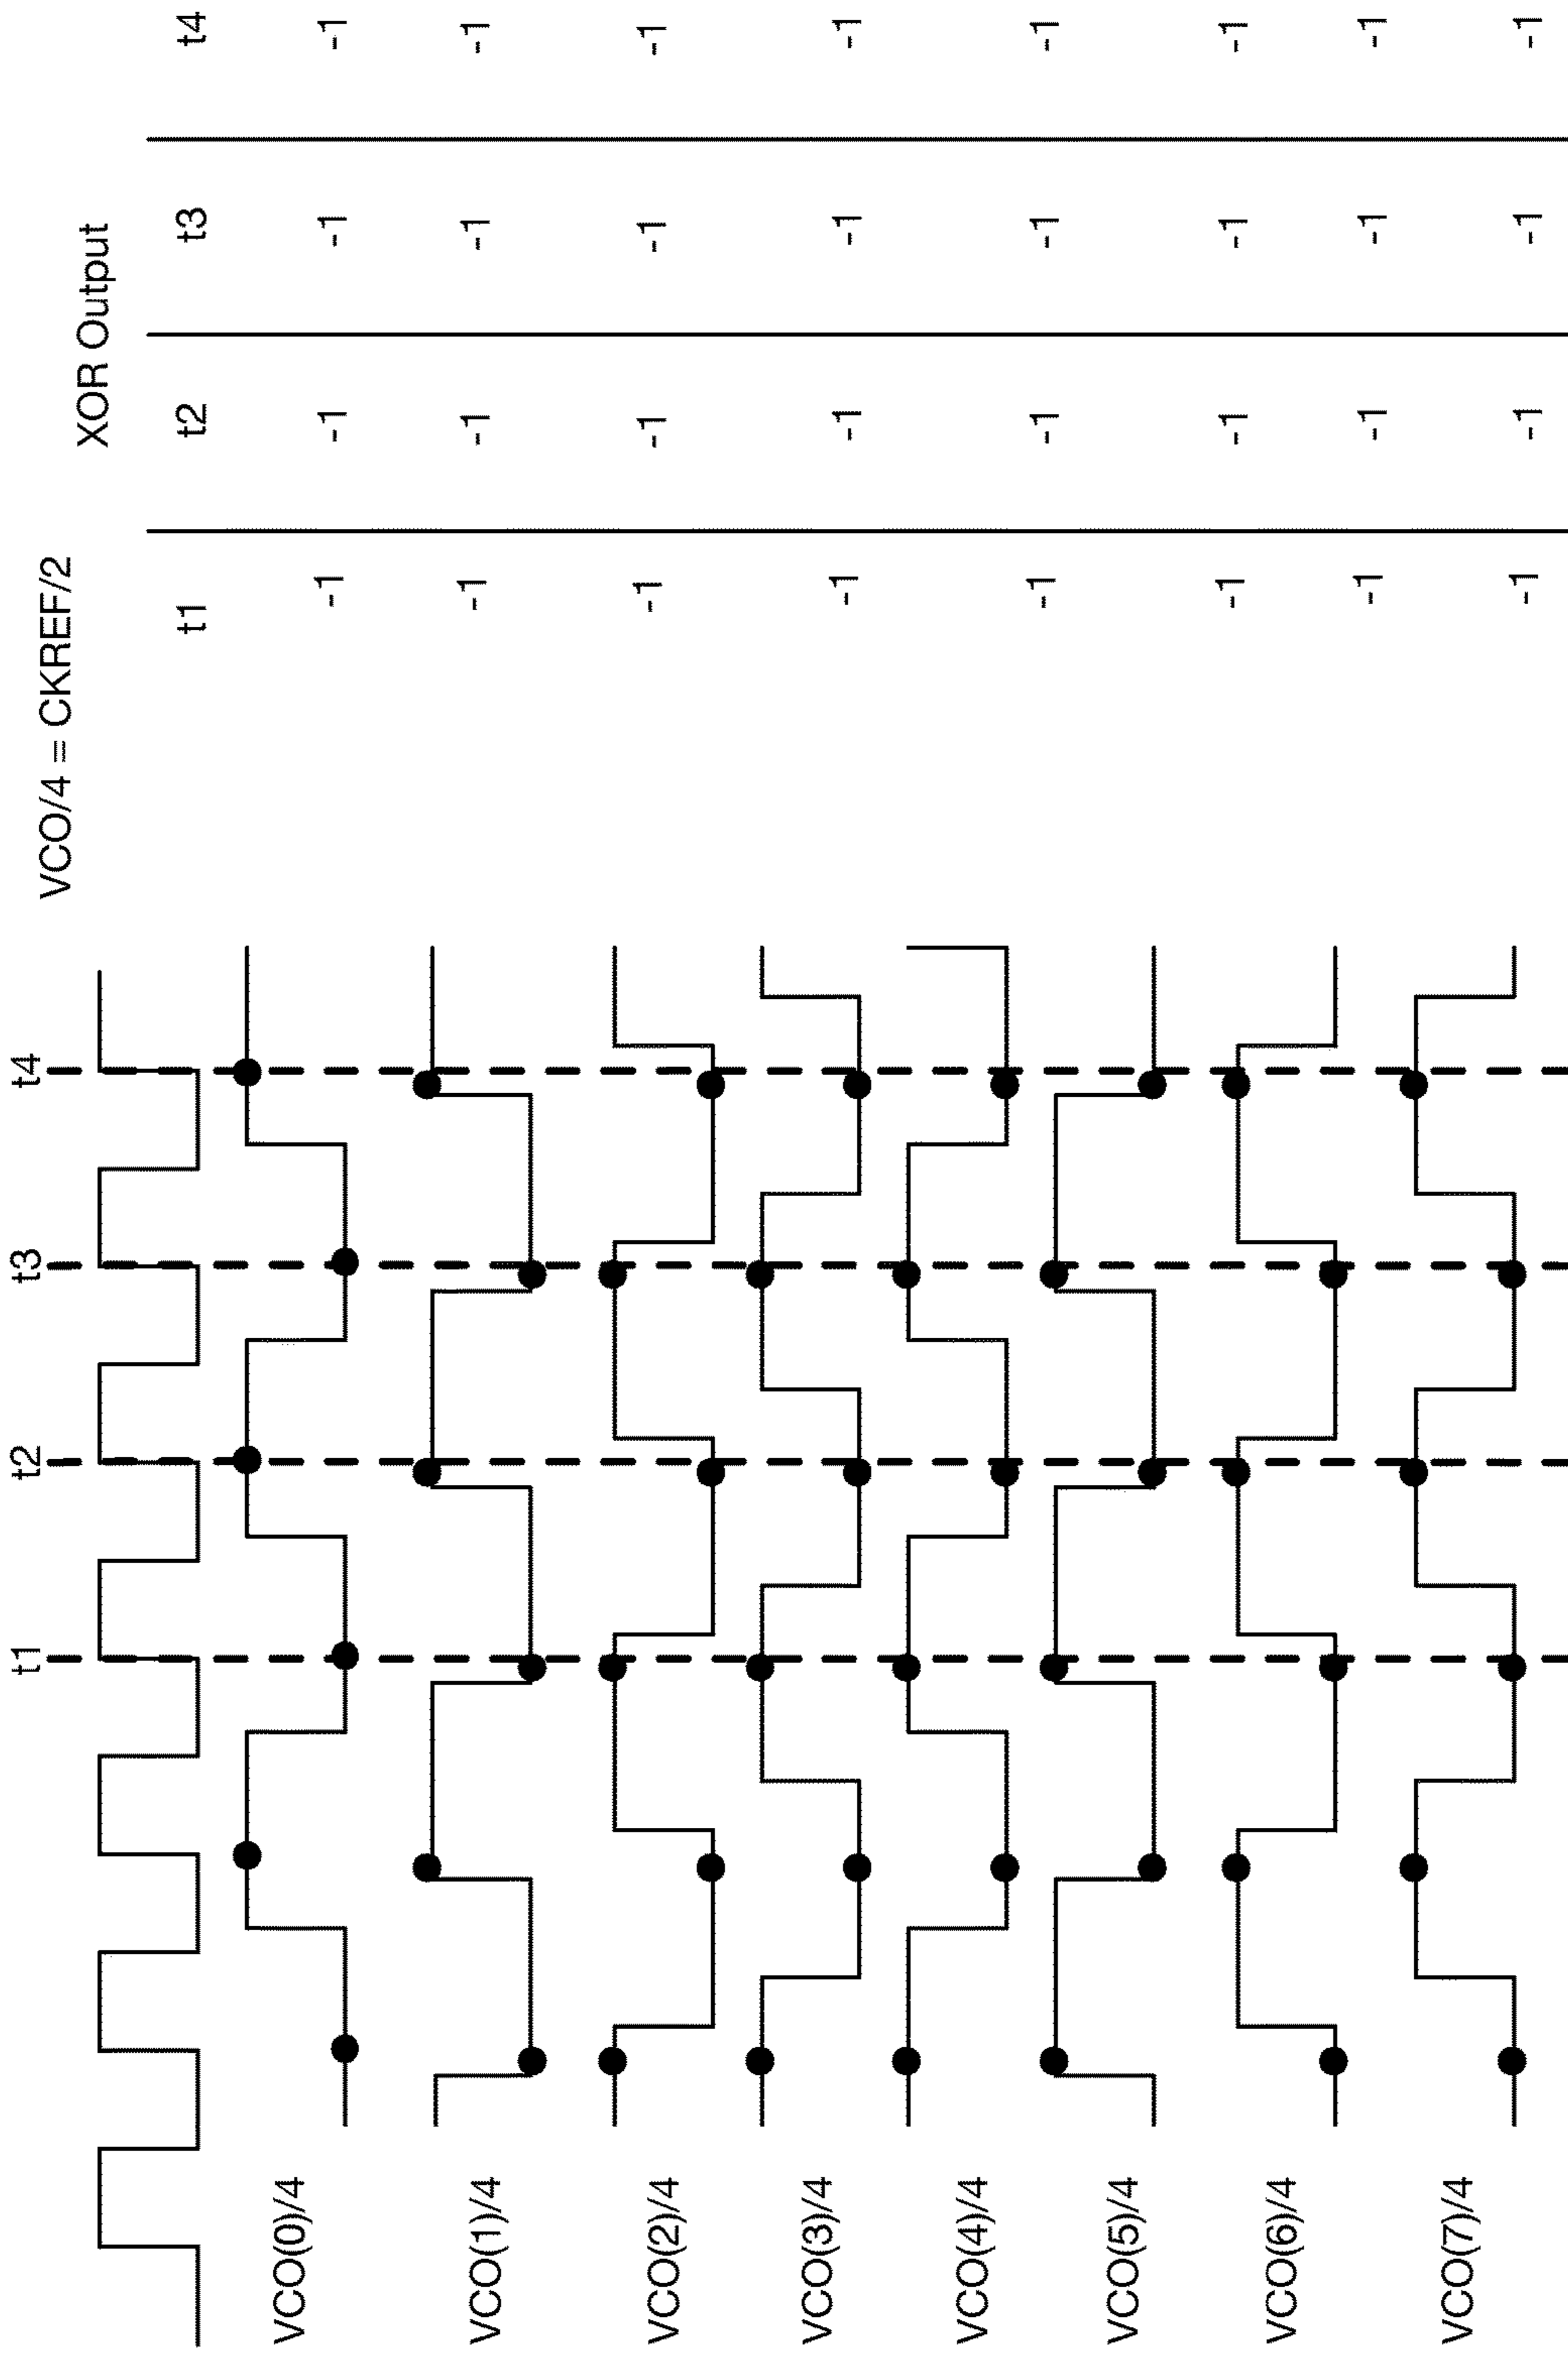 VCO/4 = CKREF/2
XOR Output
t1 t2 t3 t4
t1 t2 t3 t4
VCO(0)/4 -1 -1 -1 -1
VCO(1)/4 -1 -1 -1 -1
VCO(2)/4 -1 -1 -1 -1
VCO(3)/4 -1 -1 -1 -1
VCO(4)/4 -1 -1 -1 -1
VCO(5)/4 -1 -1 -1 -1
VCO(6)/4 -1 -1 -1 -1
VCO(7)/4 -1 -1 -1 -1